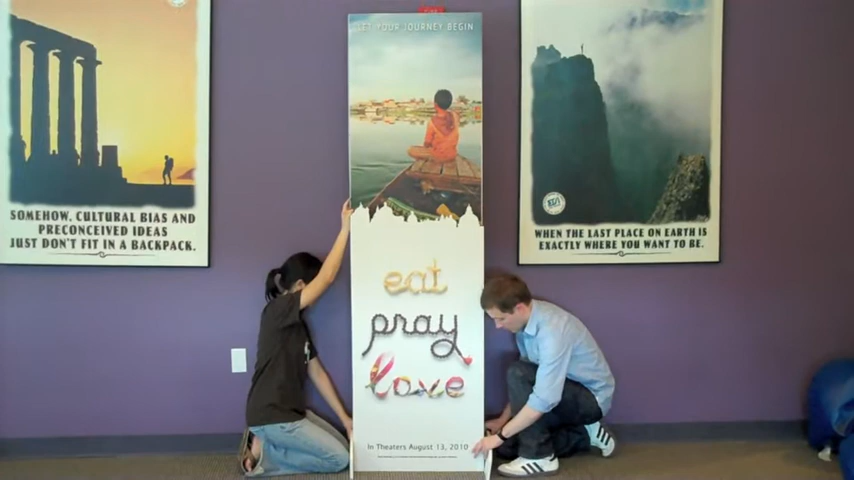 SOMEHOW, CULTURAL BIAS AND
PRECONCEIVED IDEAS
JUST DON'T FIT IN A BACKPACK.
LET YOUR JOURNEY BEGIN
eat
pray
love
In Theaters August 13, 2010
WHEN THE LAST PLACE ON EARTH IS
EXACTLY WHERE YOU WANT TO BE.